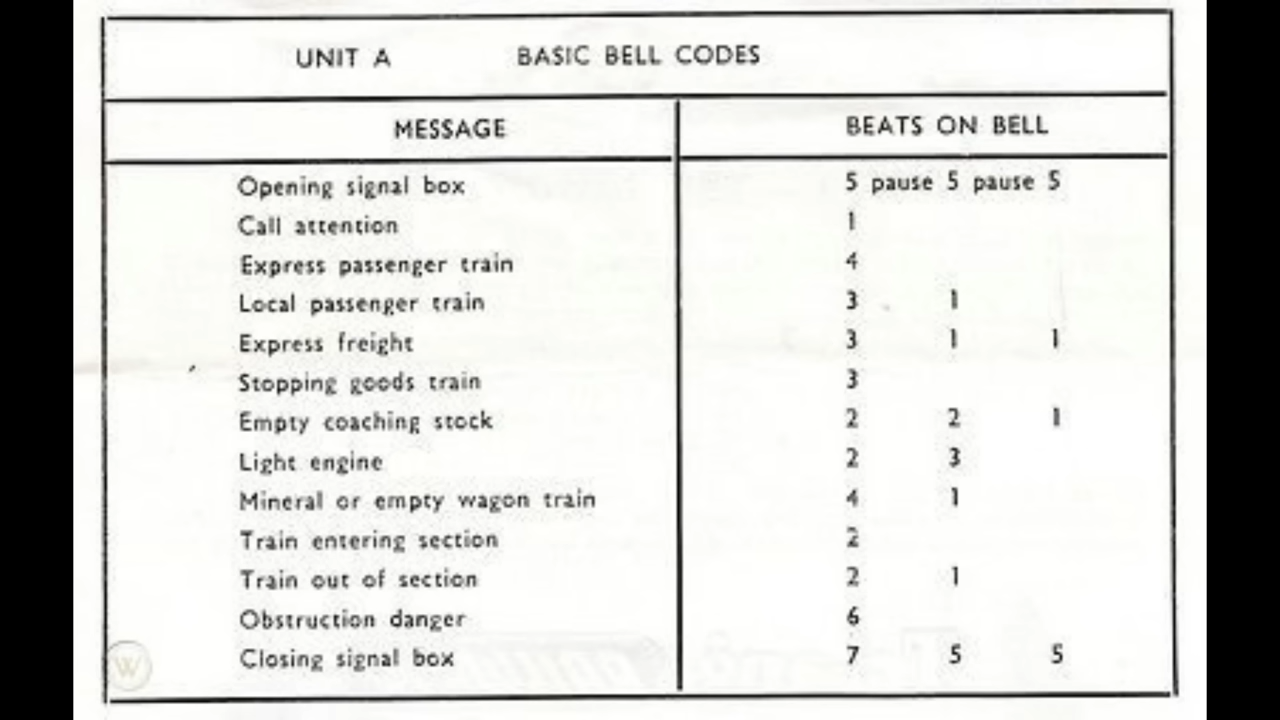 UNIT A BASIC BELL CODES
MESSAGE BEATS ON BELL
Opening signal box 5 pause 5 pause 5
Call attention 1
Express passenger train 4
Local passenger train 3 1
Express freight 3 1 1
Stopping goods train 3
Empty coaching stock 2 2 1
Light engine 2 3
Mineral or empty wagon train 4 1
Train entering section 2
Train out of section 2 1
Obstruction danger 6
Closing signal box 7 5 5
W